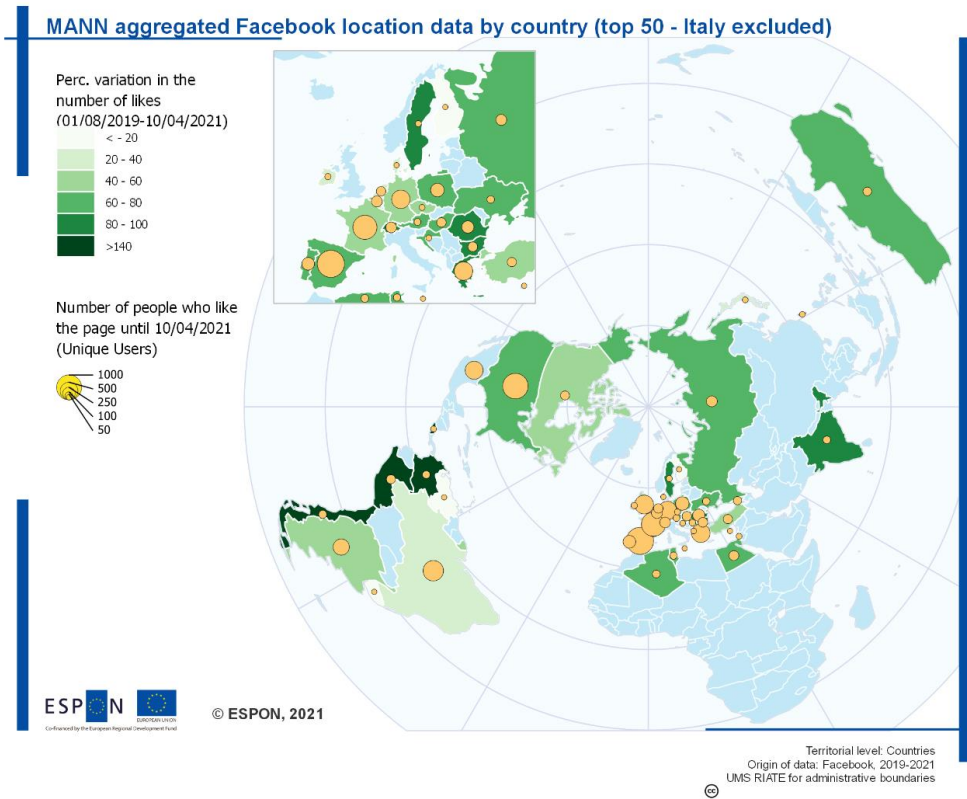 MANN aggregated Facebook location data by country (top 50 - Italy excluded)
Perc. variation in the
number of likes
(01/08/2019-10/04/2021)
< - 20
20 - 40
40 - 60
60 - 80
80 - 100
>140
Number of people who like
the page until 10/04/2021
(Unique Users)
1000
500
250
100
50
ESPON
EUROPEAN UNION
Co-financed by the European Regional Development Fund
© ESPON, 2021
Territorial level: Countries
Origin of data: Facebook, 2019-2021
UMS RIATE for administrative boundaries
cc